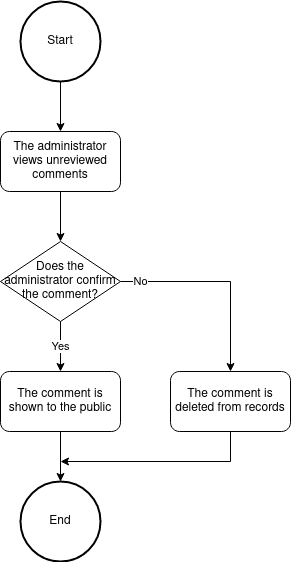 Start
The administrator
views unreviewed
comments
Does the
administrator confirm
the comment?
No
Yes
The comment is
shown to the public
The comment is
deleted from records
End